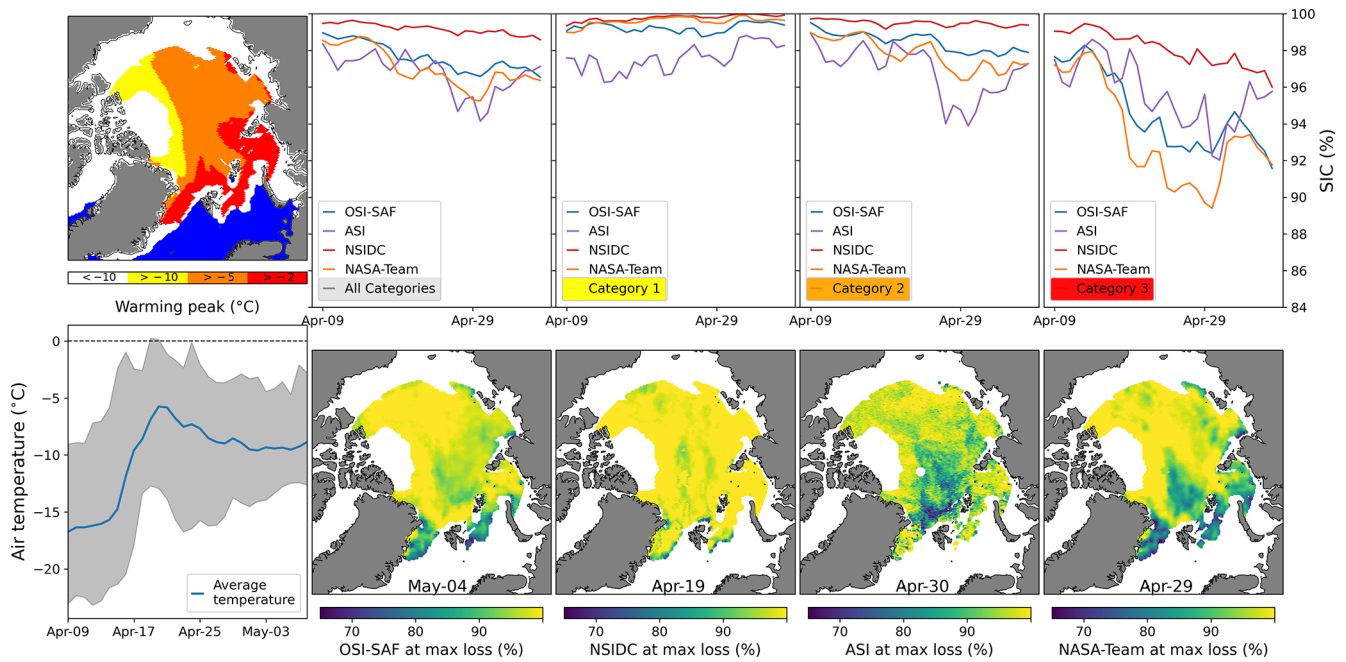 < −10 > −10 > −5 > −2
Warming peak (°C)
OSI-SAF
ASI
NSIDC
NASA-Team
All Categories
Apr-09 Apr-29
OSI-SAF
ASI
NSIDC
NASA-Team
Category 1
Apr-09 Apr-29
OSI-SAF
ASI
NSIDC
NASA-Team
Category 2
Apr-09 Apr-29
OSI-SAF
ASI
NSIDC
NASA-Team
Category 3
Apr-09 Apr-29
100
98
96
94
92
90
88
86
84
SIC (%)
Air temperature (°C)
0
−5
−10
−15
−20
Average
temperature
Apr-09 Apr-17 Apr-25 May-03
May-04
70 80 90
OSI-SAF at max loss (%)
Apr-19
70 80 90
NSIDC at max loss (%)
Apr-30
70 80 90
ASI at max loss (%)
Apr-29
70 80 90
NASA-Team at max loss (%)